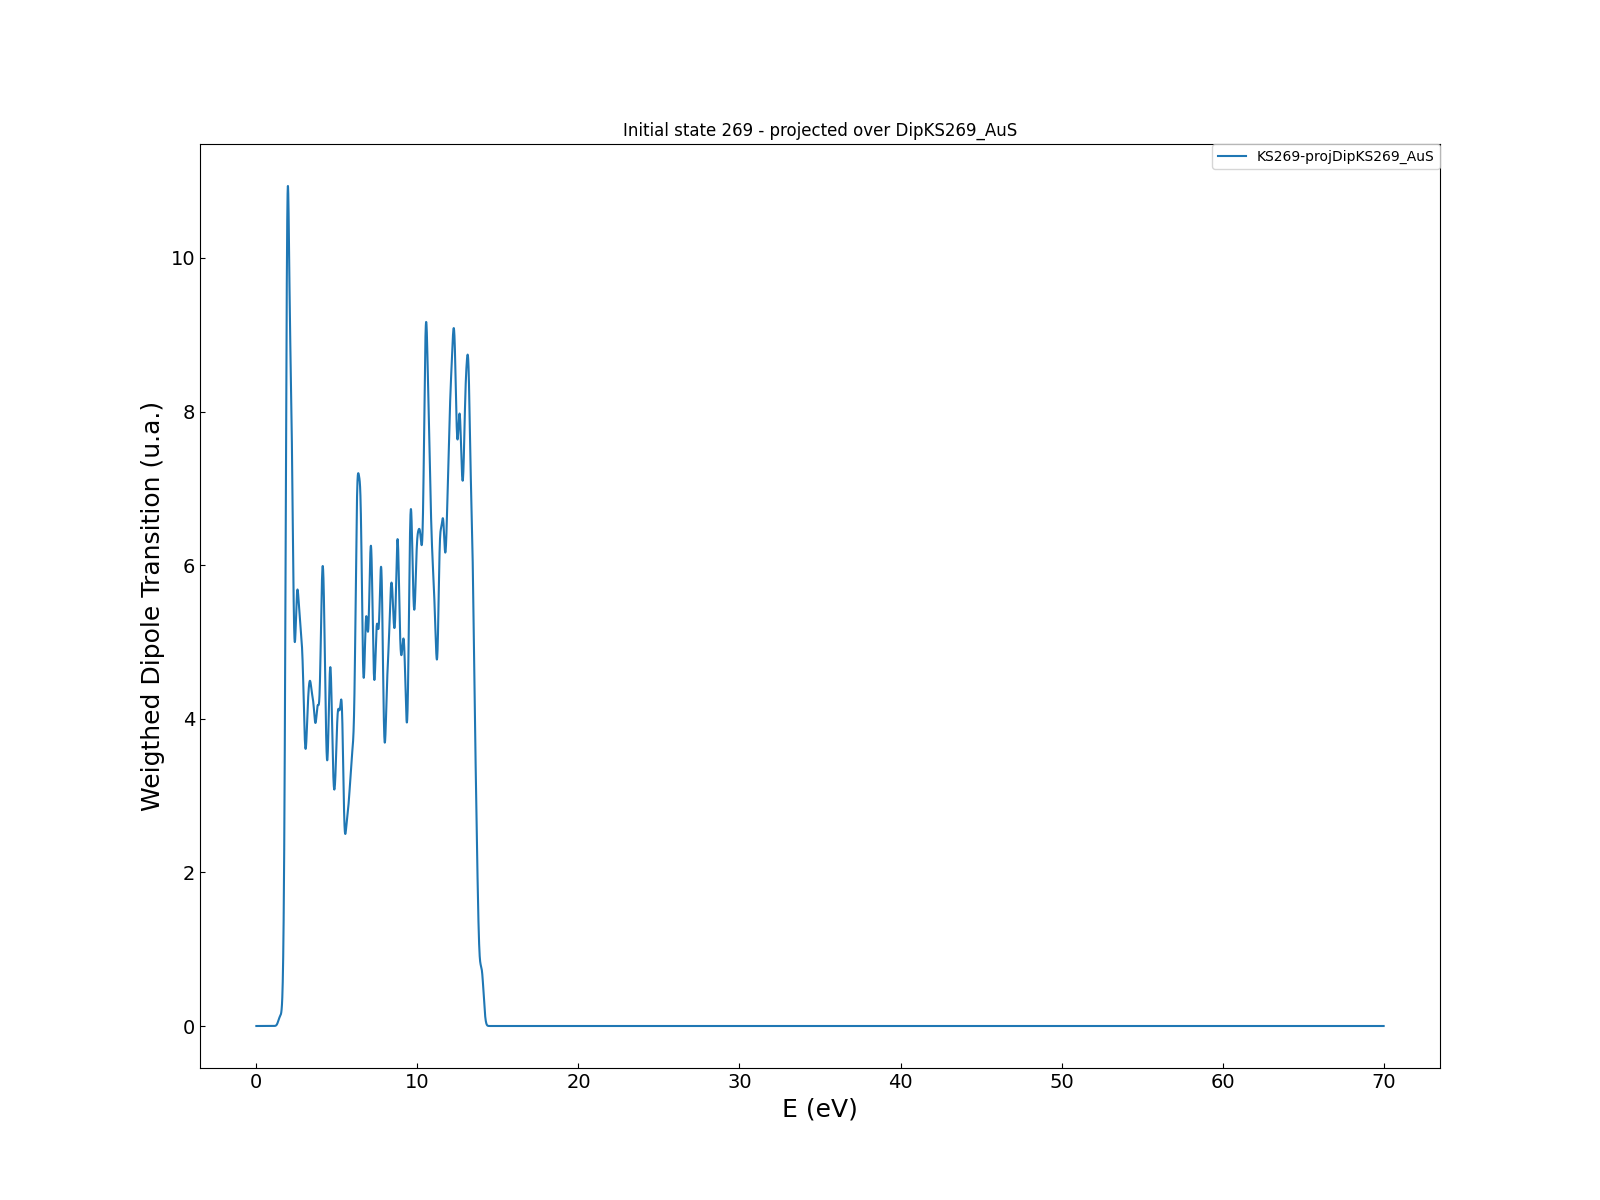 Initial state 269 - projected over DipKS269_AuS
KS269-projDipKS269_AuS
Weigthed Dipole Transition (u.a.)
10
8
6
4
2
0
0 10 20 30 40 50 60 70
E (eV)